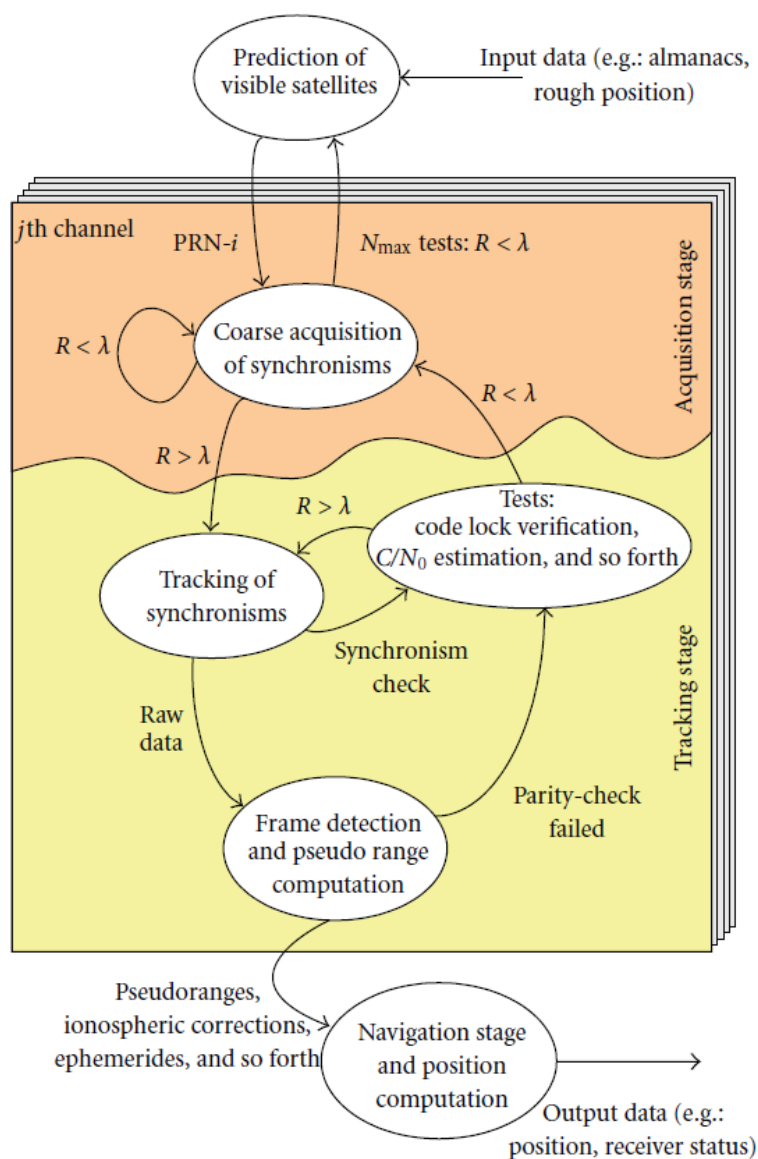 Prediction of
visible satellites
Input data (e.g.: almanacs,
rough position)
jth channel
PRN-i
Nmax tests: R < λ
Acquisition stage
Coarse acquisition
of synchronisms
R < λ
R < λ
R > λ
Tests:
code lock verification,
C/N0 estimation, and so forth
R > λ
Tracking of
synchronisms
Synchronism
check
Tracking stage
Raw
data
Parity-check
failed
Frame detection
and pseudo range
computation
Pseudoranges,
ionospheric corrections,
ephemerides, and so forth
Navigation stage
and position
computation
Output data (e.g.:
position, receiver status)